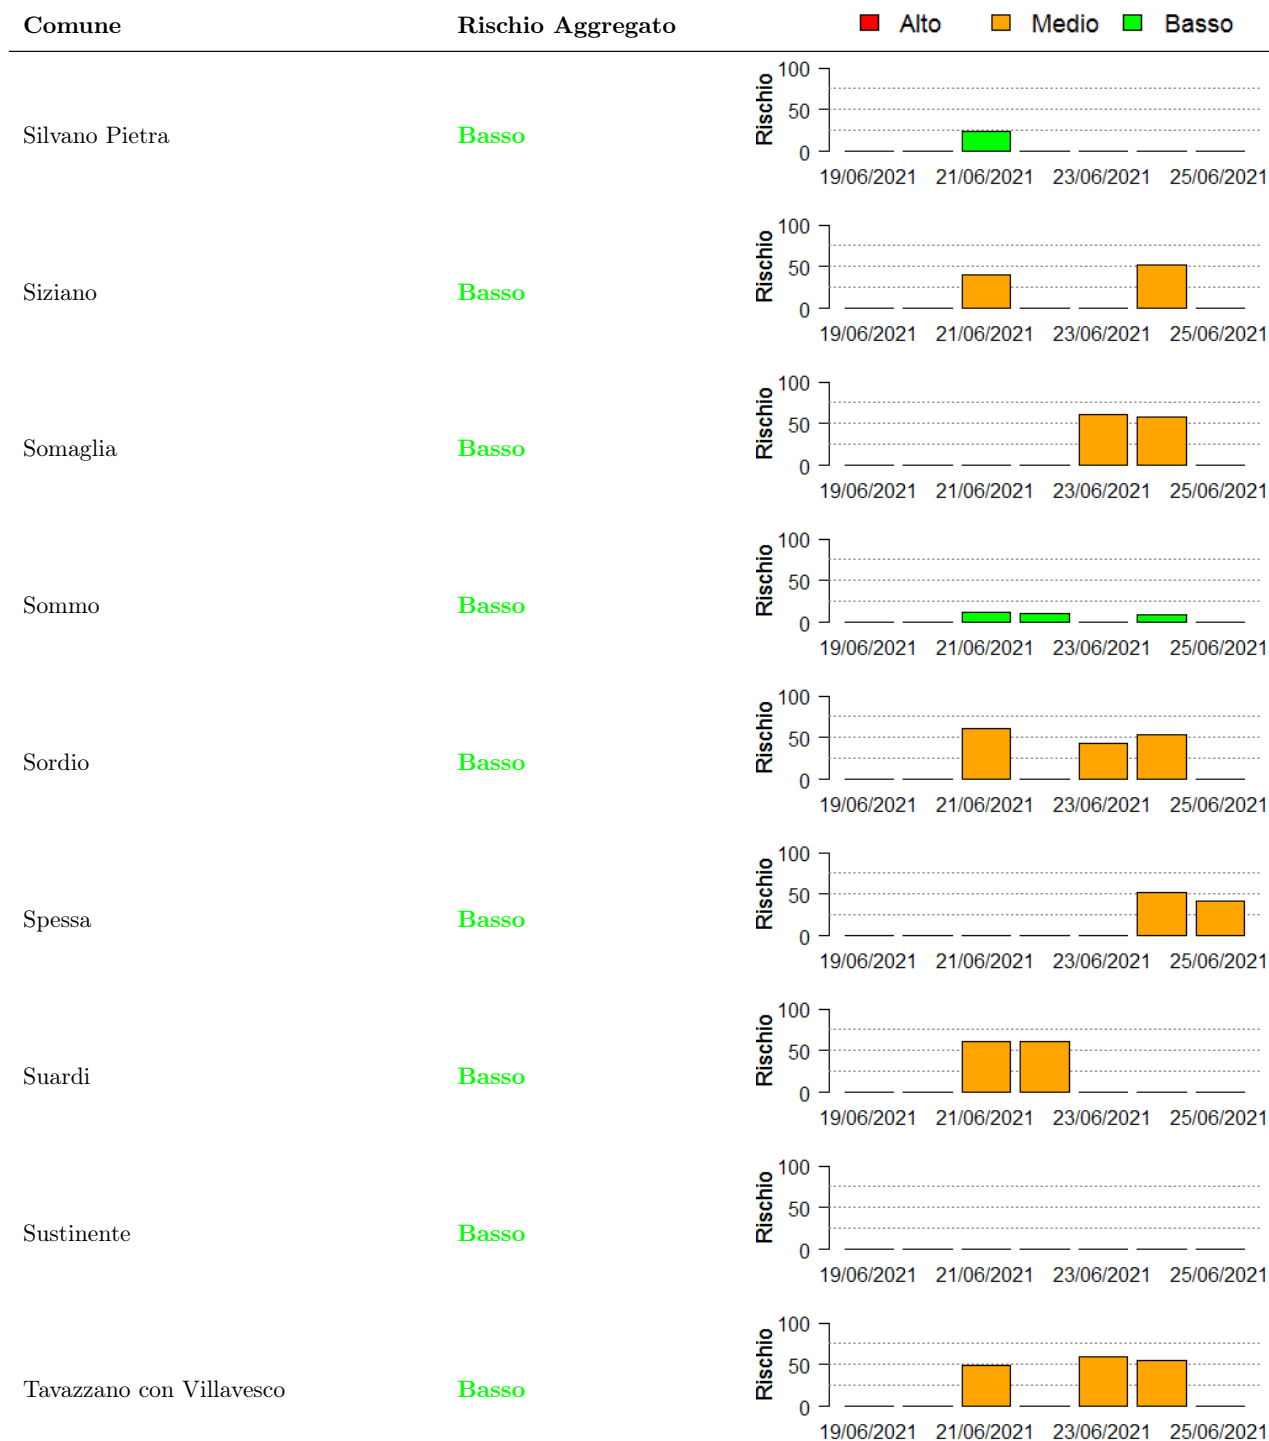 Comune Rischio Aggregato Alto Medio Basso
Silvano Pietra Basso
Rischio
100
50
0
19/06/2021 21/06/2021 23/06/2021 25/06/2021
Siziano Basso
Rischio
100
50
0
19/06/2021 21/06/2021 23/06/2021 25/06/2021
Somaglia Basso
Rischio
100
50
0
19/06/2021 21/06/2021 23/06/2021 25/06/2021
Sommo Basso
Rischio
100
50
0
19/06/2021 21/06/2021 23/06/2021 25/06/2021
Sordio Basso
Rischio
100
50
0
19/06/2021 21/06/2021 23/06/2021 25/06/2021
Spessa Basso
Rischio
100
50
0
19/06/2021 21/06/2021 23/06/2021 25/06/2021
Suardi Basso
Rischio
100
50
0
19/06/2021 21/06/2021 23/06/2021 25/06/2021
Sustinente Basso
Rischio
100
50
0
19/06/2021 21/06/2021 23/06/2021 25/06/2021
Tavazzano con Villavesco Basso
Rischio
100
50
0
19/06/2021 21/06/2021 23/06/2021 25/06/2021